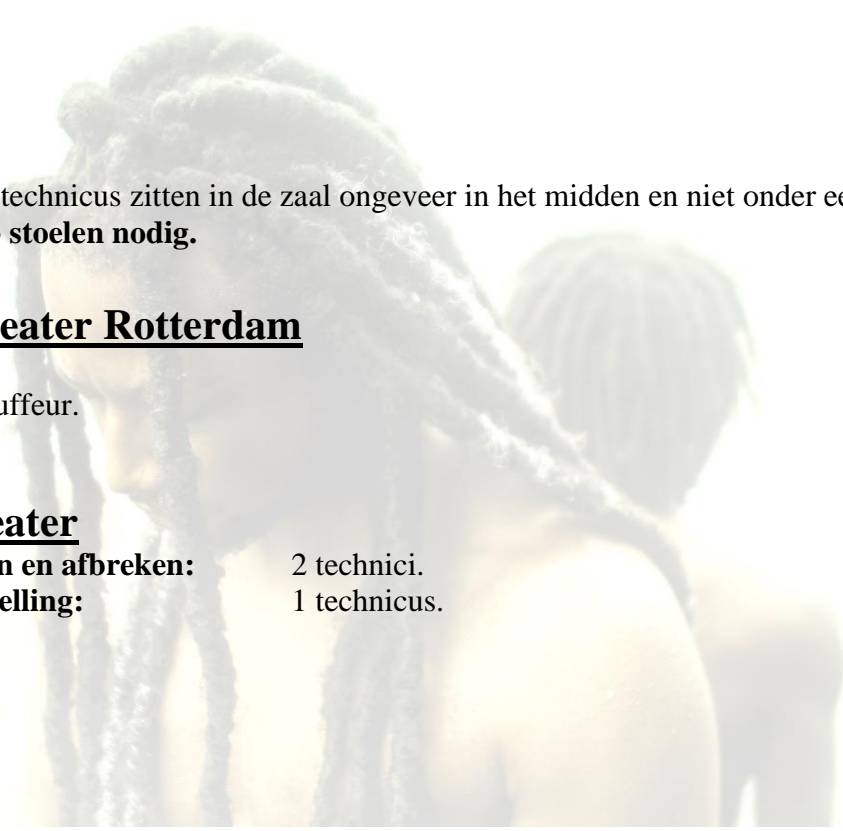 technicus zitten in de zaal ongeveer in het midden en niet onder
stoelen nodig.
eater Rotterdam
uffeur.
eater
n en afbreken: 2 technici.
elling: 1 technicus.